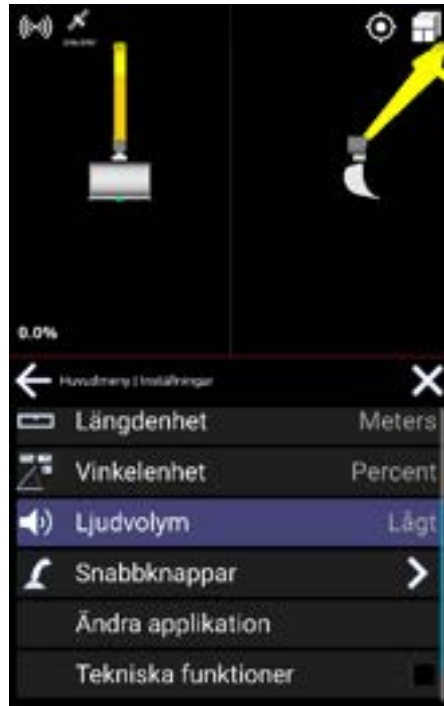 0.0%
Huvudmeny | Inställningar
Längdenhet Meters
Vinkelenhet Percent
Ljudvolym Lågt
Snabbknappar
Ändra applikation
Tekniska funktioner